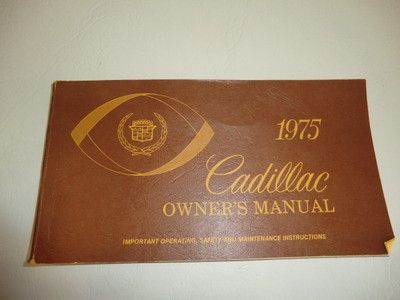 1975
Cadillac
OWNER'S MANUAL
IMPORTANT OPERATING, SAFETY AND MAINTENANCE INSTRUCTIONS